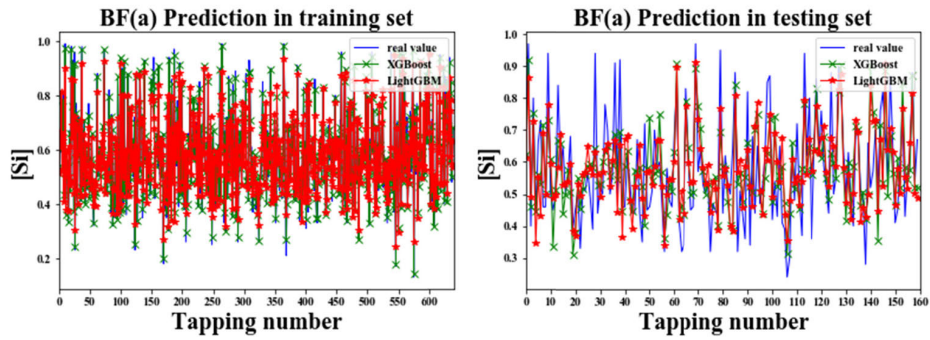 BF(a) Prediction in training set
1.0
0.8
0.6
0.4
0.2
[Si]
real value
XGBoost
LightGBM
0 50 100 150 200 250 300 350 400 450 500 550 600
Tapping number
BF(a) Prediction in testing set
1.0
0.9
0.8
0.7
0.6
0.5
0.4
0.3
[Si]
real value
XGBoost
LightGBM
0 10 20 30 40 50 60 70 80 90 100 110 120 130 140 150 160
Tapping number